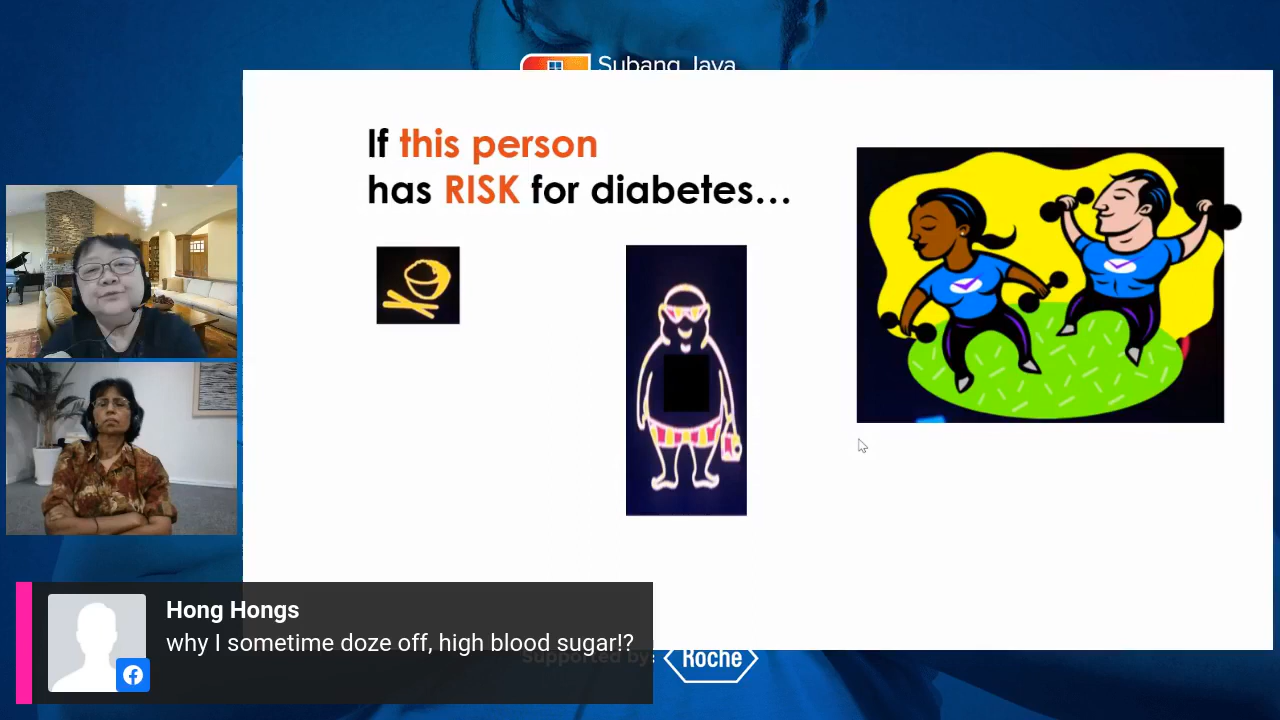 Subang Jaya
If this person
has RISK for diabetes...
Hong Hongs
why I sometime doze off, high blood sugar!?
Supported by:
Roche